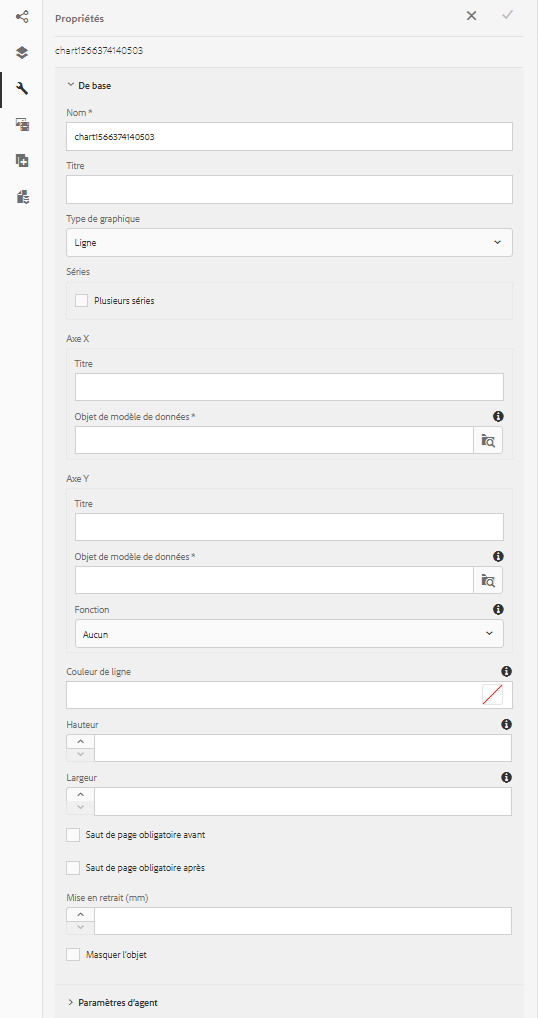 Propriétés
chart1566374140503
De base
Nom *
chart1566374140503
Titre
Type de graphique
Ligne
Séries
Plusieurs séries
Axe X
Titre
Objet de modèle de données *
Axe Y
Titre
Objet de modèle de données *
Fonction
Aucun
Couleur de ligne
Hauteur
Largeur
Saut de page obligatoire avant
Saut de page obligatoire après
Mise en retrait (mm)
Masquer l'objet
Paramètres d'agent